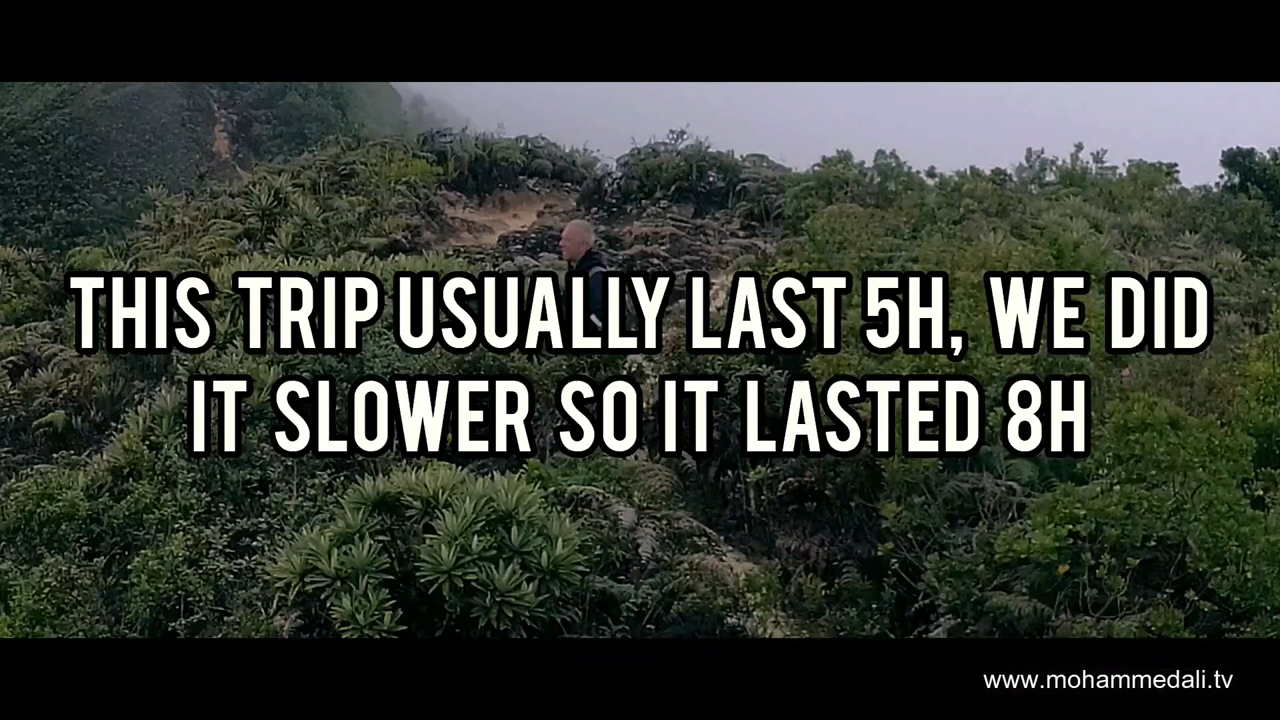 THIS TRIP USUALLY LAST 5H, WE DID
IT SLOWER SO IT LASTED 8H
www.mohammedali.tv